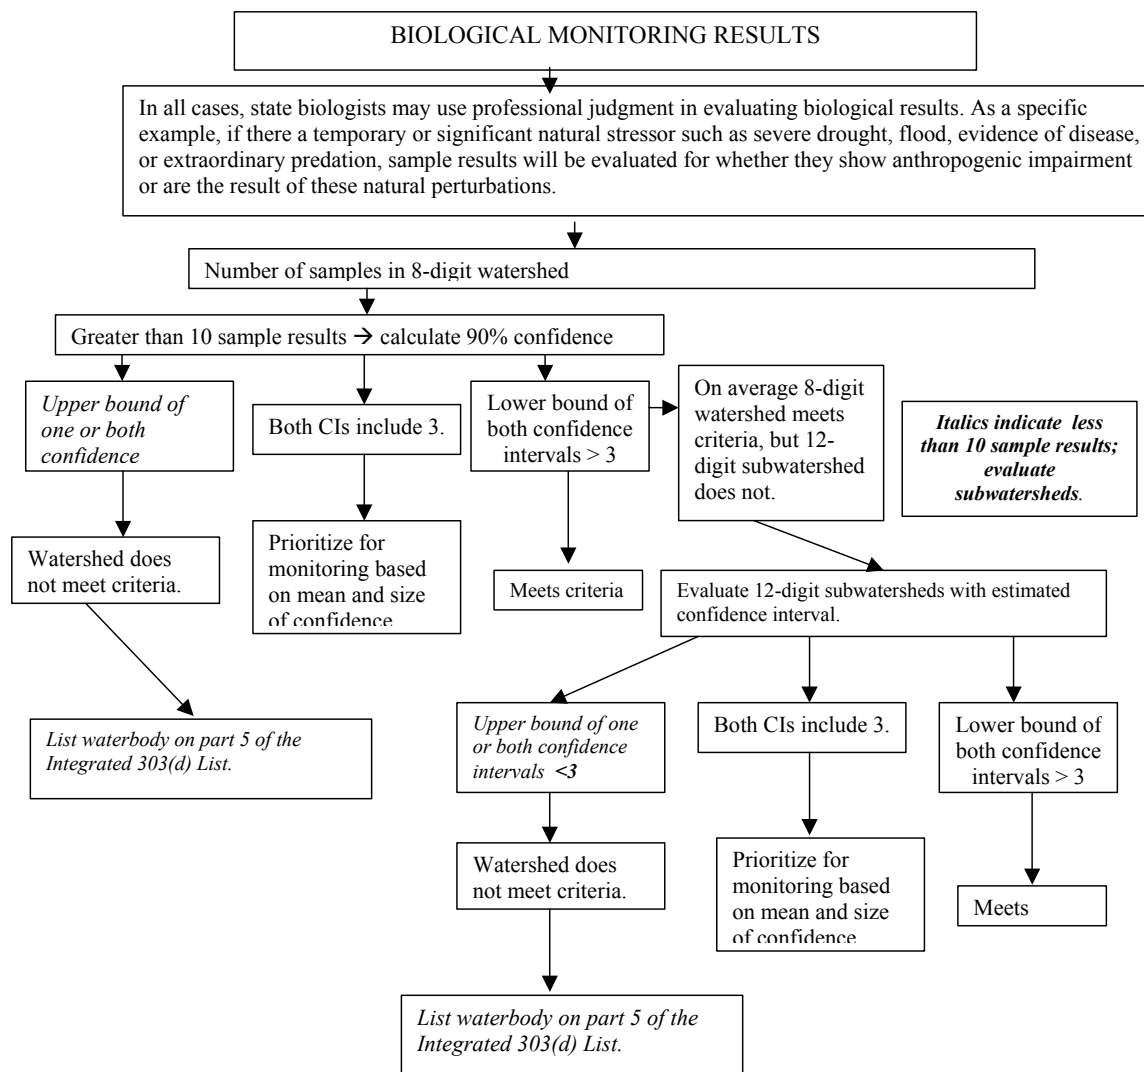 BIOLOGICAL MONITORING RESULTS
In all cases, state biologists may use professional judgment in evaluating biological results. As a specific
example, if there a temporary or significant natural stressor such as severe drought, flood, evidence of disease,
or extraordinary predation, sample results will be evaluated for whether they show anthropogenic impairment
or are the result of these natural perturbations.
Number of samples in 8-digit watershed
Greater than 10 sample results → calculate 90% confidence
Upper bound of
one or both
confidence
Both CIs include 3.
Lower bound of
both confidence
intervals > 3
On average 8-digit
watershed meets
criteria, but 12-
digit subwatershed
does not.
Italics indicate less
than 10 sample results;
evaluate
subwatersheds.
Watershed does
not meet criteria.
Prioritize for
monitoring based
on mean and size
of confidence
Meets criteria
Evaluate 12-digit subwatersheds with estimated
confidence interval.
List waterbody on part 5 of the
Integrated 303(d) List.
Upper bound of one
or both confidence
intervals <3
Both CIs include 3.
Lower bound of
both confidence
intervals > 3
Watershed does
not meet criteria.
Prioritize for
monitoring based
on mean and size
of confidence
Meets
List waterbody on part 5 of the
Integrated 303(d) List.